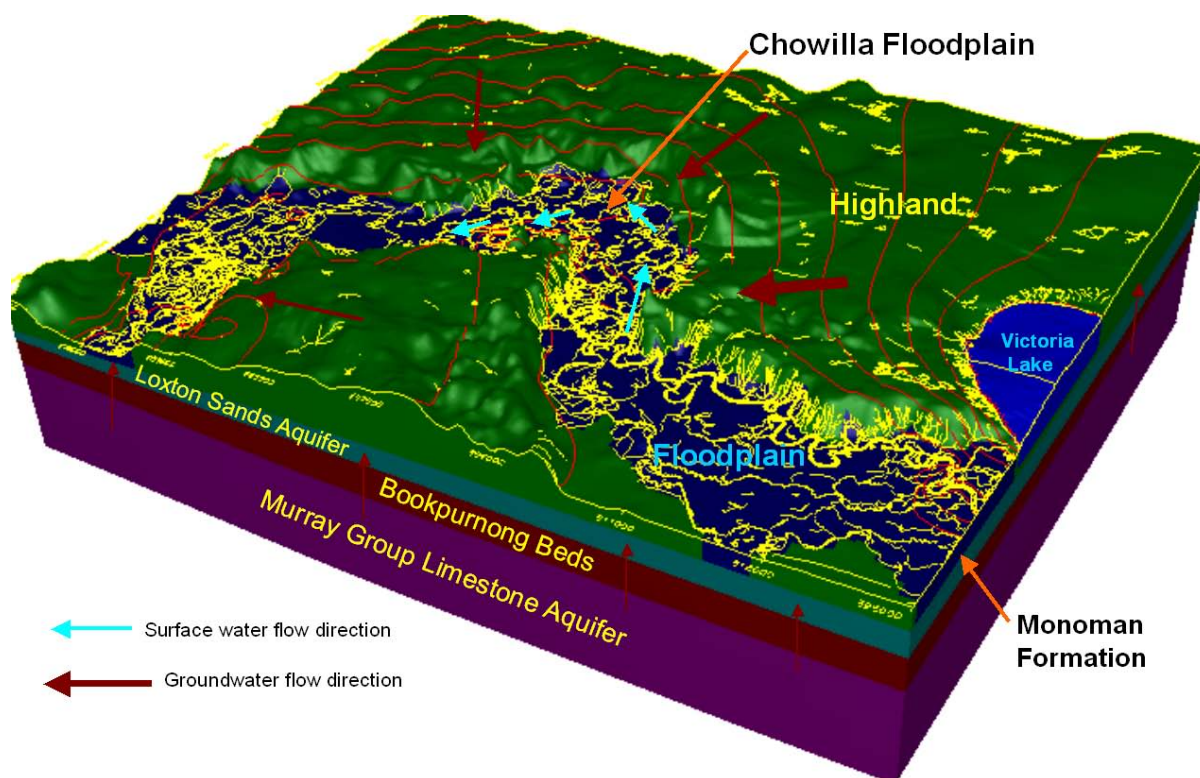 Chowilla Floodplain
Highland
Victoria
Lake
Floodplain
Loxton Sands Aquifer
Bookpurnong Beds
Murray Group Limestone Aquifer
Monoman
Formation
Surface water flow direction
Groundwater flow direction